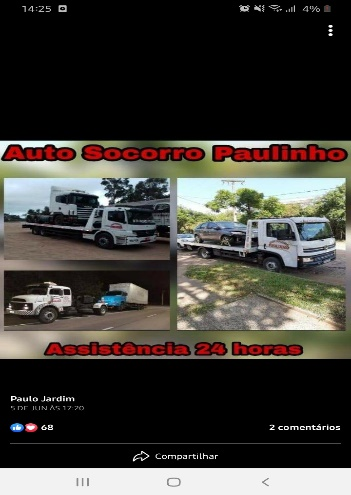 14:25
4%
Auto Socorro Paulinho
Assistência 24 horas
Paulo Jardim
5 DE JUN ÀS 17:20
68
2 comentários
Compartilhar